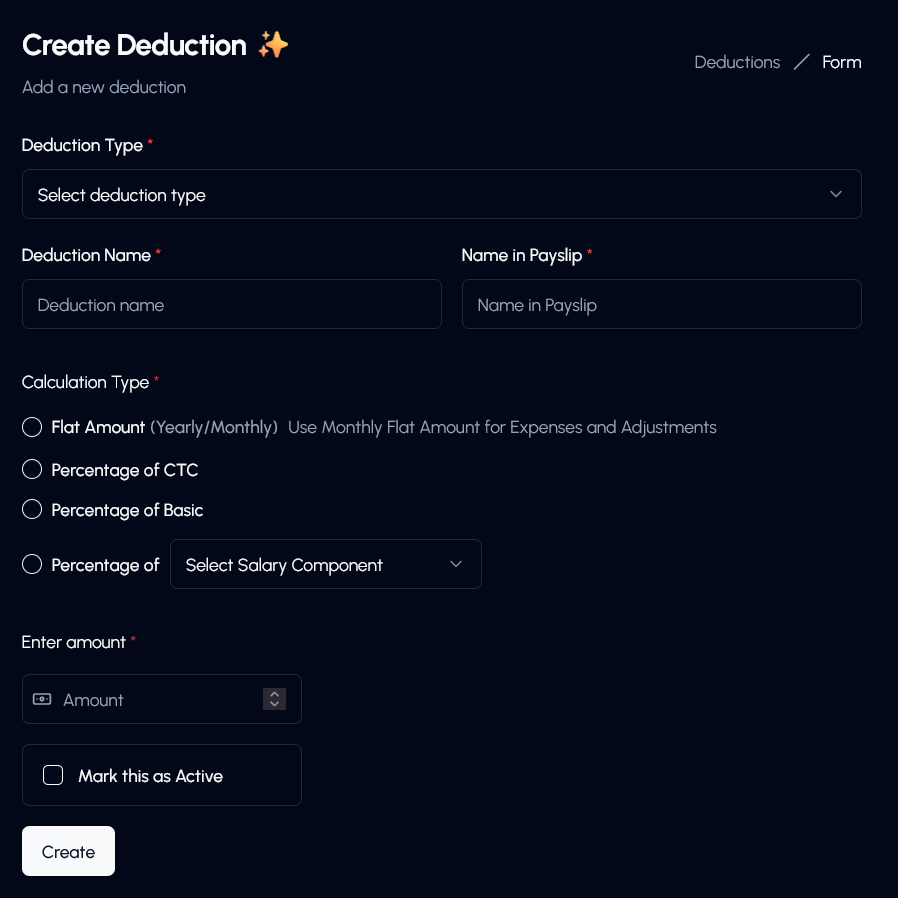 Create Deduction ✨
Add a new deduction
Deductions / Form
Deduction Type *
Select deduction type
Deduction Name *
Name in Payslip *
Deduction name
Name in Payslip
Calculation Type *
Flat Amount (Yearly/Monthly) Use Monthly Flat Amount for Expenses and Adjustments
Percentage of CTC
Percentage of Basic
Percentage of Select Salary Component
Enter amount *
Amount
Mark this as Active
Create